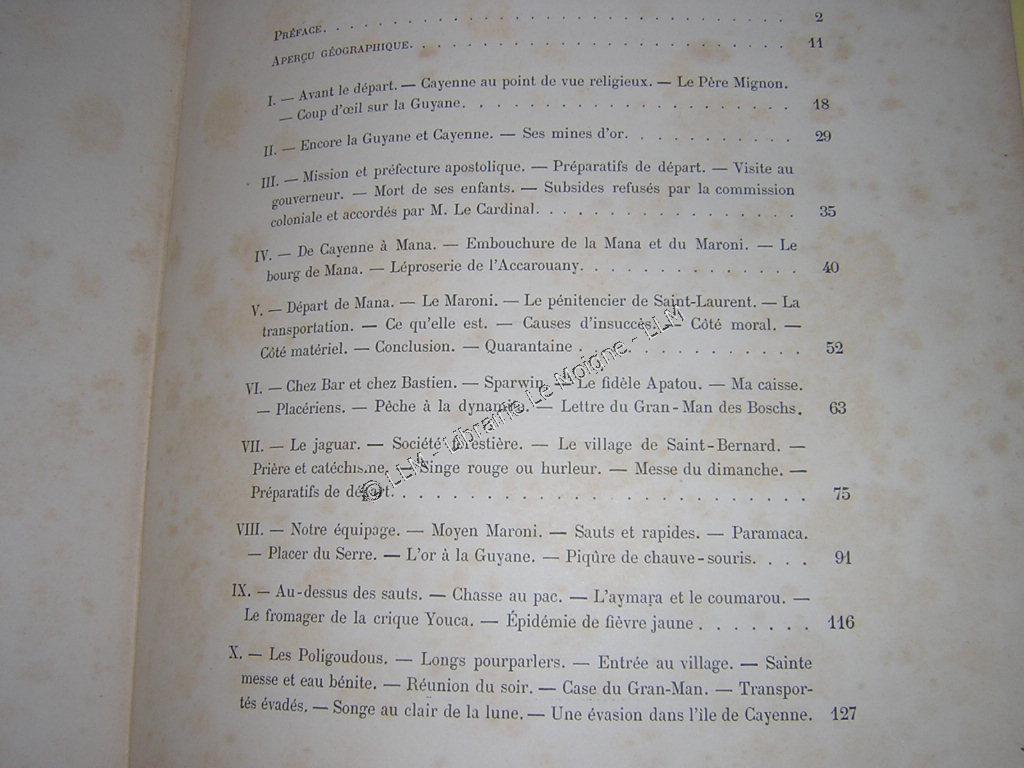 PRÉFACE. . . . . . . . . . . . . . . . . . . . . . . . . . . 2
APERÇU GÉOGRAPHIQUE. . . . . . . . . . . . . . . . . . . . . . 11
I. — Avant le départ. — Cayenne au point de vue religieux. — Le Père Mignon.
— Coup d'œil sur la Guyane. . . . . . . . . . . . . . . . . . . 18
II. — Encore la Guyane et Cayenne. — Ses mines d'or. . . . . . . . . . 29
III. — Mission et préfecture apostolique. — Préparatifs de départ. — Visite au
gouverneur. — Mort de ses enfants. — Subsides refusés par la commission
coloniale et accordés par M. Le Cardinal. . . . . . . . . . . . . . . 35
IV. — De Cayenne à Mana. — Embouchure de la Mana et du Maroni. — Le
bourg de Mana. — Léproserie de l'Accarouany. . . . . . . . . . . . 40
V. — Départ de Mana. — Le Maroni. — Le pénitencier de Saint-Laurent. — La
transportation. — Ce qu'elle est. — Causes d'insuccès. — Côté moral. —
Côté matériel. — Conclusion. — Quarantaine . . . . . . . . . . . . 52
VI. — Chez Bar et chez Bastien. — Sparwin. — Le fidèle Apatou. — Ma caisse.
— Placériens. — Pêche à la dynamite. — Lettre du Gran-Man des Boschs. 63
VII. — Le jaguar. — Société forestière. — Le village de Saint-Bernard. —
Prière et catéchisme. — Singe rouge ou hurleur. — Messe du dimanche. —
Préparatifs de départ. . . . . . . . . . . . . . . . . . . . . . 75
VIII. — Notre équipage. — Moyen Maroni. — Sauts et rapides. — Paramaca.
— Placer du Serre. — L'or à la Guyane. — Piqûre de chauve-souris. . . . . 91
IX. — Au-dessus des sauts. — Chasse au pac. — L'aymara et le coumarou. —
Le fromager de la crique Youca. — Épidémie de fièvre jaune . . . . . . . 116
X. — Les Poligoudous. — Longs pourparlers. — Entrée au village. — Sainte
messe et eau bénite. — Réunion du soir. — Case du Gran-Man. — Transpor-
tés évadés. — Songe au clair de la lune. — Une évasion dans l'île de Cayenne. 127
© LLM - Librairie Le Moigne - LLM